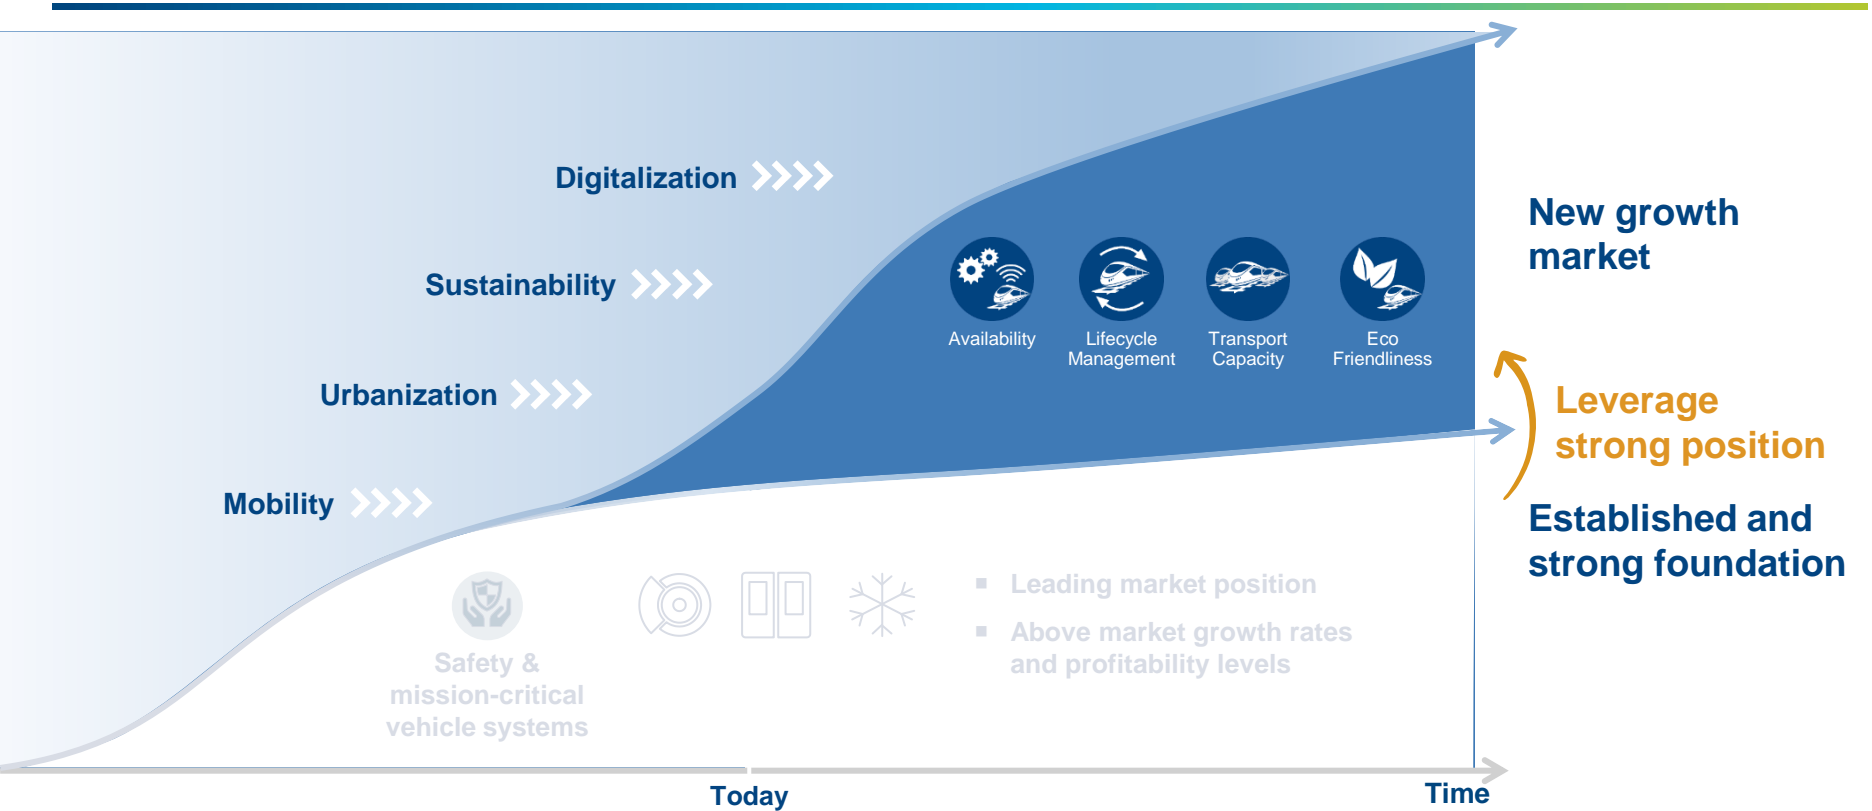 Digitalization
Sustainability
Urbanization
Mobility
Availability
Lifecycle
Management
Transport
Capacity
Eco
Friendliness
New growth
market
Leverage
strong position
Established and
strong foundation
Safety &
mission-critical
vehicle systems
Leading market position
Above market growth rates
and profitability levels
Today
Time